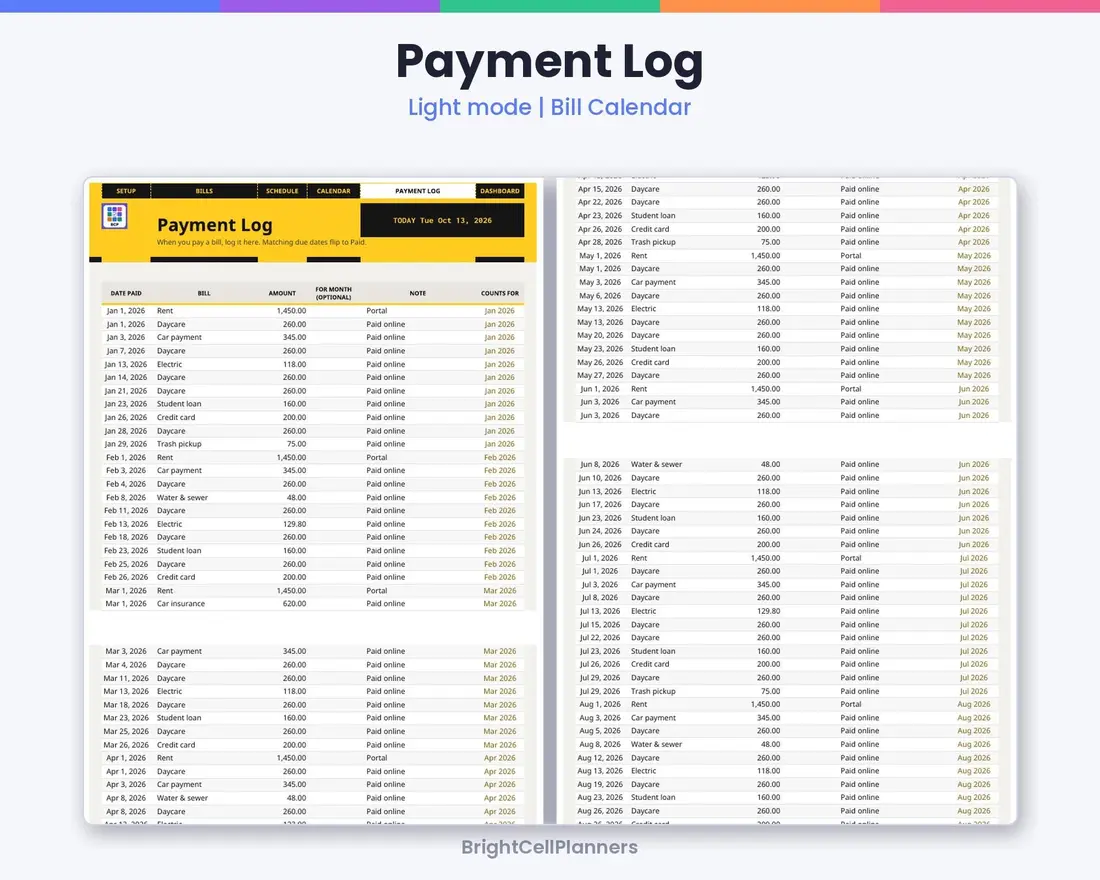 Payment Log
Light mode | Bill Calendar
SETUP BILLS SCHEDULE CALENDAR PAYMENT LOG DASHBOARD
BCP
Payment Log
TODAY Tue Oct 13, 2026
When you pay a bill, log it here. Matching due dates flip to Paid.
DATE PAID BILL AMOUNT FOR MONTH (OPTIONAL) NOTE COUNTS FOR
Jan 1, 2026 Rent 1,450.00 Portal Jan 2026
Jan 1, 2026 Daycare 260.00 Paid online Jan 2026
Jan 3, 2026 Car payment 345.00 Paid online Jan 2026
Jan 7, 2026 Daycare 260.00 Paid online Jan 2026
Jan 13, 2026 Electric 118.00 Paid online Jan 2026
Jan 14, 2026 Daycare 260.00 Paid online Jan 2026
Jan 21, 2026 Daycare 260.00 Paid online Jan 2026
Jan 23, 2026 Student loan 160.00 Paid online Jan 2026
Jan 26, 2026 Credit card 200.00 Paid online Jan 2026
Jan 28, 2026 Daycare 260.00 Paid online Jan 2026
Jan 29, 2026 Trash pickup 75.00 Paid online Jan 2026
Feb 1, 2026 Rent 1,450.00 Portal Feb 2026
Feb 3, 2026 Car payment 345.00 Paid online Feb 2026
Feb 4, 2026 Daycare 260.00 Paid online Feb 2026
Feb 8, 2026 Water & sewer 48.00 Paid online Feb 2026
Feb 11, 2026 Daycare 260.00 Paid online Feb 2026
Feb 13, 2026 Electric 129.80 Paid online Feb 2026
Feb 18, 2026 Daycare 260.00 Paid online Feb 2026
Feb 23, 2026 Student loan 160.00 Paid online Feb 2026
Feb 25, 2026 Daycare 260.00 Paid online Feb 2026
Feb 26, 2026 Credit card 200.00 Paid online Feb 2026
Mar 1, 2026 Rent 1,450.00 Portal Mar 2026
Mar 1, 2026 Car insurance 620.00 Paid online Mar 2026
Mar 3, 2026 Car payment 345.00 Paid online Mar 2026
Mar 4, 2026 Daycare 260.00 Paid online Mar 2026
Mar 11, 2026 Daycare 260.00 Paid online Mar 2026
Mar 13, 2026 Electric 118.00 Paid online Mar 2026
Mar 18, 2026 Daycare 260.00 Paid online Mar 2026
Mar 23, 2026 Student loan 160.00 Paid online Mar 2026
Mar 25, 2026 Daycare 260.00 Paid online Mar 2026
Mar 26, 2026 Credit card 200.00 Paid online Mar 2026
Apr 1, 2026 Rent 1,450.00 Portal Apr 2026
Apr 1, 2026 Daycare 260.00 Paid online Apr 2026
Apr 3, 2026 Car payment 345.00 Paid online Apr 2026
Apr 8, 2026 Water & sewer 48.00 Paid online Apr 2026
Apr 8, 2026 Daycare 260.00 Paid online Apr 2026
Apr 15, 2026 Daycare 260.00 Paid online Apr 2026
Apr 22, 2026 Daycare 260.00 Paid online Apr 2026
Apr 23, 2026 Student loan 160.00 Paid online Apr 2026
Apr 26, 2026 Credit card 200.00 Paid online Apr 2026
Apr 28, 2026 Trash pickup 75.00 Paid online Apr 2026
May 1, 2026 Rent 1,450.00 Portal May 2026
May 1, 2026 Daycare 260.00 Paid online May 2026
May 3, 2026 Car payment 345.00 Paid online May 2026
May 6, 2026 Daycare 260.00 Paid online May 2026
May 13, 2026 Electric 118.00 Paid online May 2026
May 13, 2026 Daycare 260.00 Paid online May 2026
May 20, 2026 Daycare 260.00 Paid online May 2026
May 23, 2026 Student loan 160.00 Paid online May 2026
May 26, 2026 Credit card 200.00 Paid online May 2026
May 27, 2026 Daycare 260.00 Paid online May 2026
Jun 1, 2026 Rent 1,450.00 Portal Jun 2026
Jun 3, 2026 Car payment 345.00 Paid online Jun 2026
Jun 3, 2026 Daycare 260.00 Paid online Jun 2026
Jun 8, 2026 Water & sewer 48.00 Paid online Jun 2026
Jun 10, 2026 Daycare 260.00 Paid online Jun 2026
Jun 13, 2026 Electric 118.00 Paid online Jun 2026
Jun 17, 2026 Daycare 260.00 Paid online Jun 2026
Jun 23, 2026 Student loan 160.00 Paid online Jun 2026
Jun 24, 2026 Daycare 260.00 Paid online Jun 2026
Jun 26, 2026 Credit card 200.00 Paid online Jun 2026
Jul 1, 2026 Rent 1,450.00 Portal Jul 2026
Jul 1, 2026 Daycare 260.00 Paid online Jul 2026
Jul 3, 2026 Car payment 345.00 Paid online Jul 2026
Jul 8, 2026 Daycare 260.00 Paid online Jul 2026
Jul 13, 2026 Electric 129.80 Paid online Jul 2026
Jul 15, 2026 Daycare 260.00 Paid online Jul 2026
Jul 22, 2026 Daycare 260.00 Paid online Jul 2026
Jul 23, 2026 Student loan 160.00 Paid online Jul 2026
Jul 26, 2026 Credit card 200.00 Paid online Jul 2026
Jul 29, 2026 Daycare 260.00 Paid online Jul 2026
Jul 29, 2026 Trash pickup 75.00 Paid online Jul 2026
Aug 1, 2026 Rent 1,450.00 Portal Aug 2026
Aug 3, 2026 Car payment 345.00 Paid online Aug 2026
Aug 5, 2026 Daycare 260.00 Paid online Aug 2026
Aug 8, 2026 Water & sewer 48.00 Paid online Aug 2026
Aug 12, 2026 Daycare 260.00 Paid online Aug 2026
Aug 13, 2026 Electric 118.00 Paid online Aug 2026
Aug 19, 2026 Daycare 260.00 Paid online Aug 2026
Aug 23, 2026 Student loan 160.00 Paid online Aug 2026
Aug 26, 2026 Daycare 260.00 Paid online Aug 2026
BrightCellPlanners